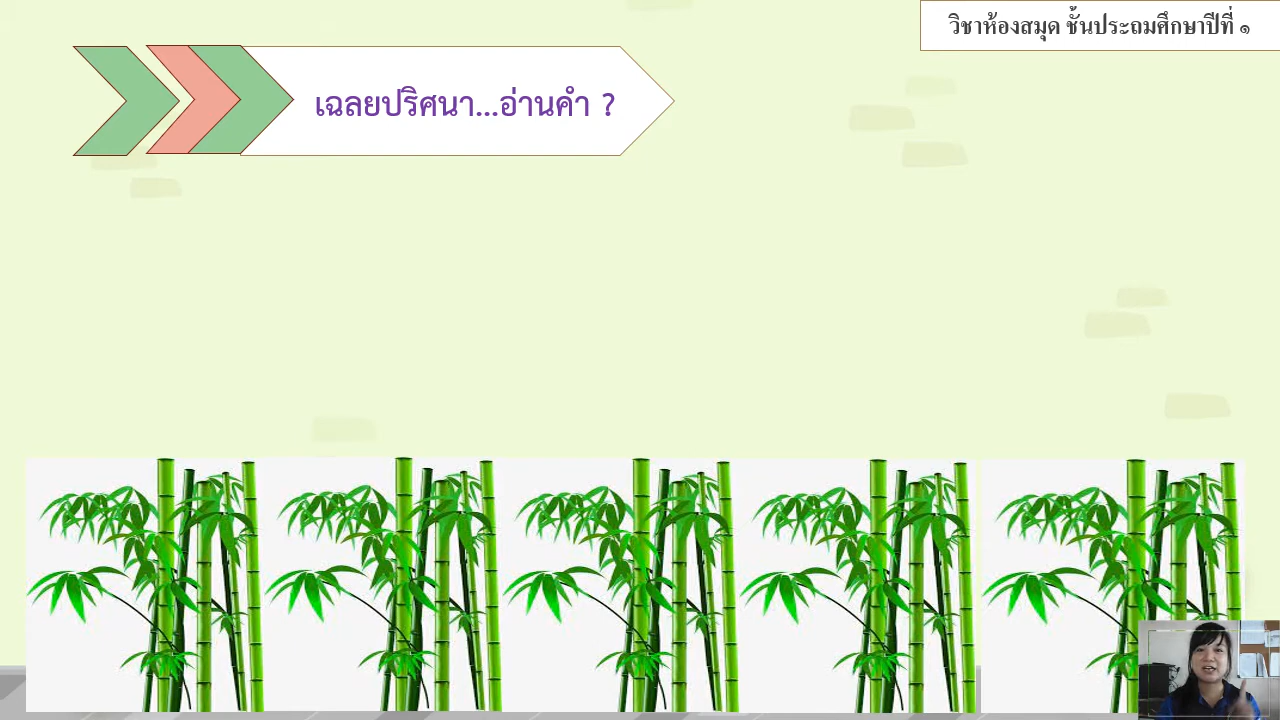 วิชาห้องสมุด ชั้นประถมศึกษาปีที่ ๑
เฉลยปริศนา...อ่านคำ ?